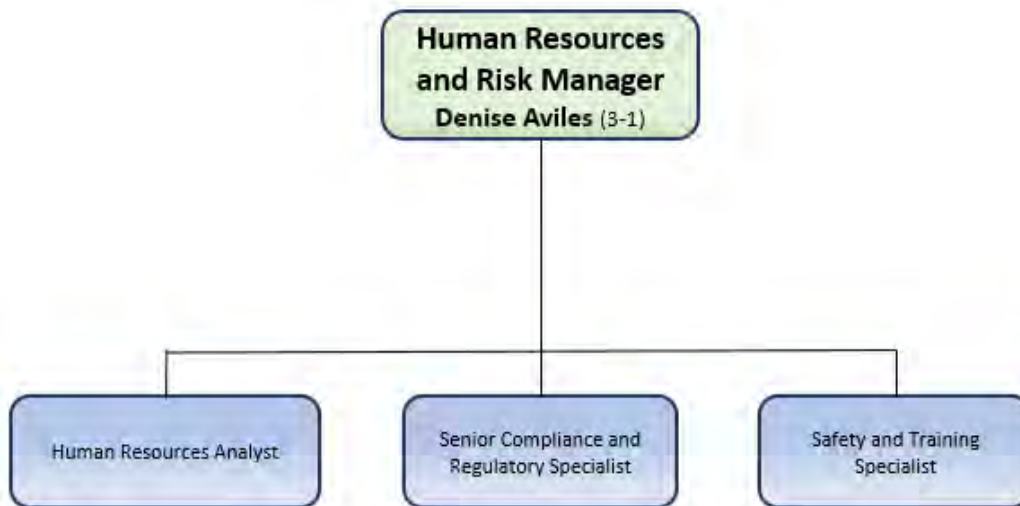 Human Resources
and Risk Manager
Denise Aviles (3-1)
Human Resources Analyst
Senior Compliance and
Regulatory Specialist
Safety and Training
Specialist